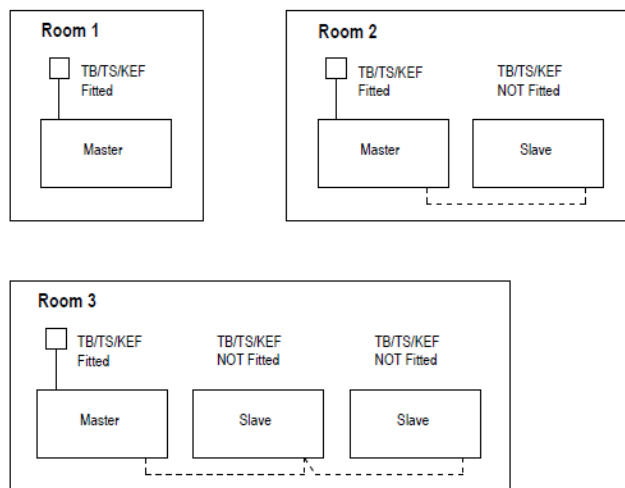 Room 1
TB/TS/KEF
Fitted
Master
Room 2
TB/TS/KEF
Fitted
TB/TS/KEF
NOT Fitted
Master
Slave
Room 3
TB/TS/KEF
Fitted
TB/TS/KEF
NOT Fitted
TB/TS/KEF
NOT Fitted
Master
Slave
Slave